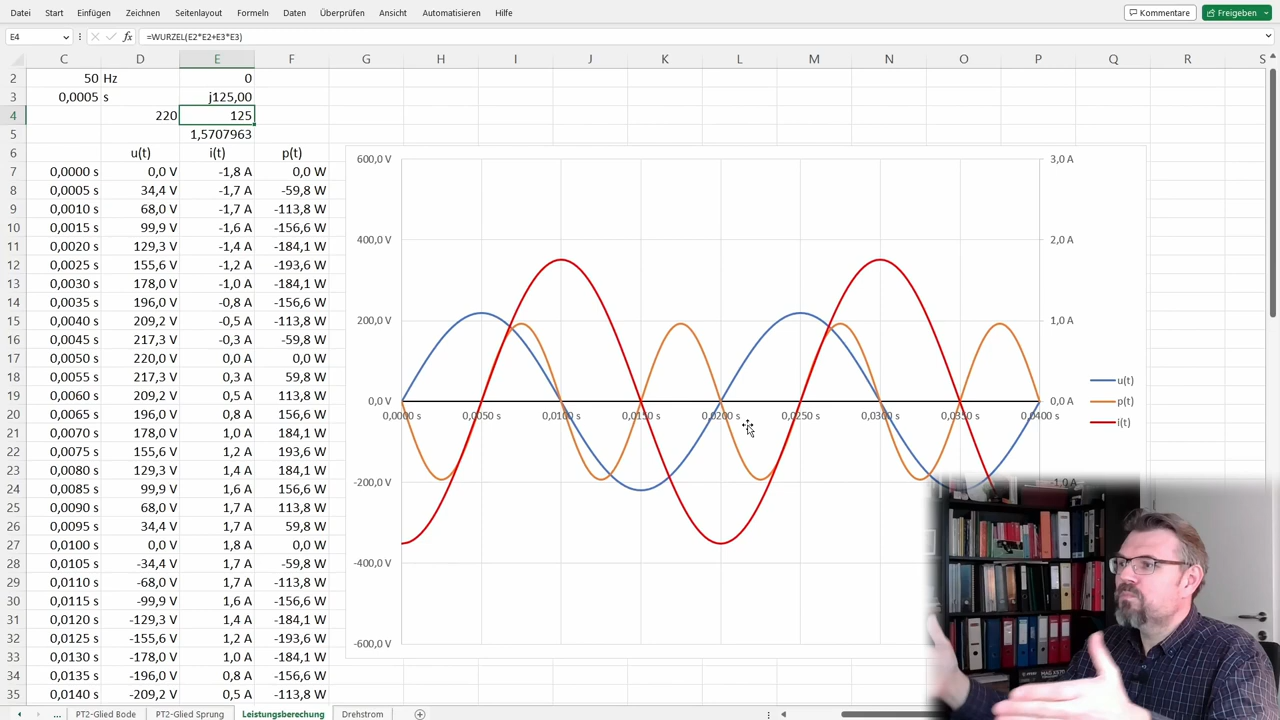 Datei Start Einfügen Zeichnen Seitenlayout Formeln Daten Überprüfen Ansicht Automatisieren Hilfe Kommentare Freigeben
E4 fx =WURZEL(E2*E2+E3*E3)
C D E F G H I J K L M N O P Q R S
2 50 Hz 0
3 0,0005 s j125,00
4 220 125
5 1,5707963
6 u(t) i(t) p(t)
7 0,0000 s 0,0 V -1,8 A 0,0 W
8 0,0005 s 34,4 V -1,7 A -59,8 W
9 0,0010 s 68,0 V -1,7 A -113,8 W
10 0,0015 s 99,9 V -1,6 A -156,6 W
11 0,0020 s 129,3 V -1,4 A -184,1 W
12 0,0025 s 155,6 V -1,2 A -193,6 W
13 0,0030 s 178,0 V -1,0 A -184,1 W
14 0,0035 s 196,0 V -0,8 A -156,6 W
15 0,0040 s 209,2 V -0,5 A -113,8 W
16 0,0045 s 217,3 V -0,3 A -59,8 W
17 0,0050 s 220,0 V 0,0 A 0,0 W
18 0,0055 s 217,3 V 0,3 A 59,8 W
19 0,0060 s 209,2 V 0,5 A 113,8 W
20 0,0065 s 196,0 V 0,8 A 156,6 W
21 0,0070 s 178,0 V 1,0 A 184,1 W
22 0,0075 s 155,6 V 1,2 A 193,6 W
23 0,0080 s 129,3 V 1,4 A 184,1 W
24 0,0085 s 99,9 V 1,6 A 156,6 W
25 0,0090 s 68,0 V 1,7 A 113,8 W
26 0,0095 s 34,4 V 1,7 A 59,8 W
27 0,0100 s 0,0 V 1,8 A 0,0 W
28 0,0105 s -34,4 V 1,7 A -59,8 W
29 0,0110 s -68,0 V 1,7 A -113,8 W
30 0,0115 s -99,9 V 1,6 A -156,6 W
31 0,0120 s -129,3 V 1,4 A -184,1 W
32 0,0125 s -155,6 V 1,2 A -193,6 W
33 0,0130 s -178,0 V 1,0 A -184,1 W
34 0,0135 s -196,0 V 0,8 A -156,6 W
35 0,0140 s -209,2 V 0,5 A -113,8 W
600,0 V 3,0 A
400,0 V 2,0 A
200,0 V 1,0 A
0,0 V 0,0 A
0,0000 s 0,0050 s 0,0100 s 0,0150 s 0,0200 s 0,0250 s 0,0300 s 0,0350 s 0,0400 s
-200,0 V -1,0 A
-400,0 V
-600,0 V
u(t)
p(t)
i(t)
... PT2-Glied Bode PT2-Glied Sprung Leistungsberechung Drehstrom